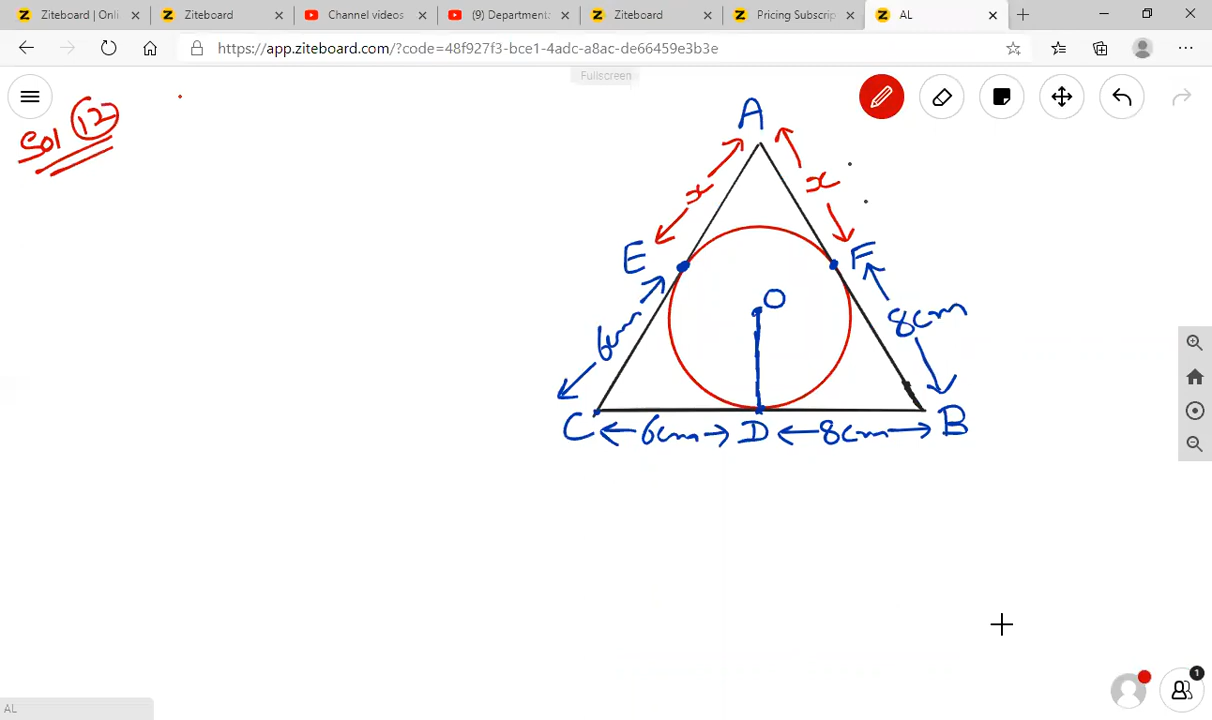 Ziteboard | Onli
Ziteboard
Channel videos
(9) Department
Ziteboard
Pricing Subscrip
AL
https://app.ziteboard.com/?code=48f927f3-bce1-4adc-a8ac-de66459e3b3e
Fullscreen
Sol 12
A
x
x
E
F
O
6cm
8cm
C
6cm
D
8cm
B
1
AL